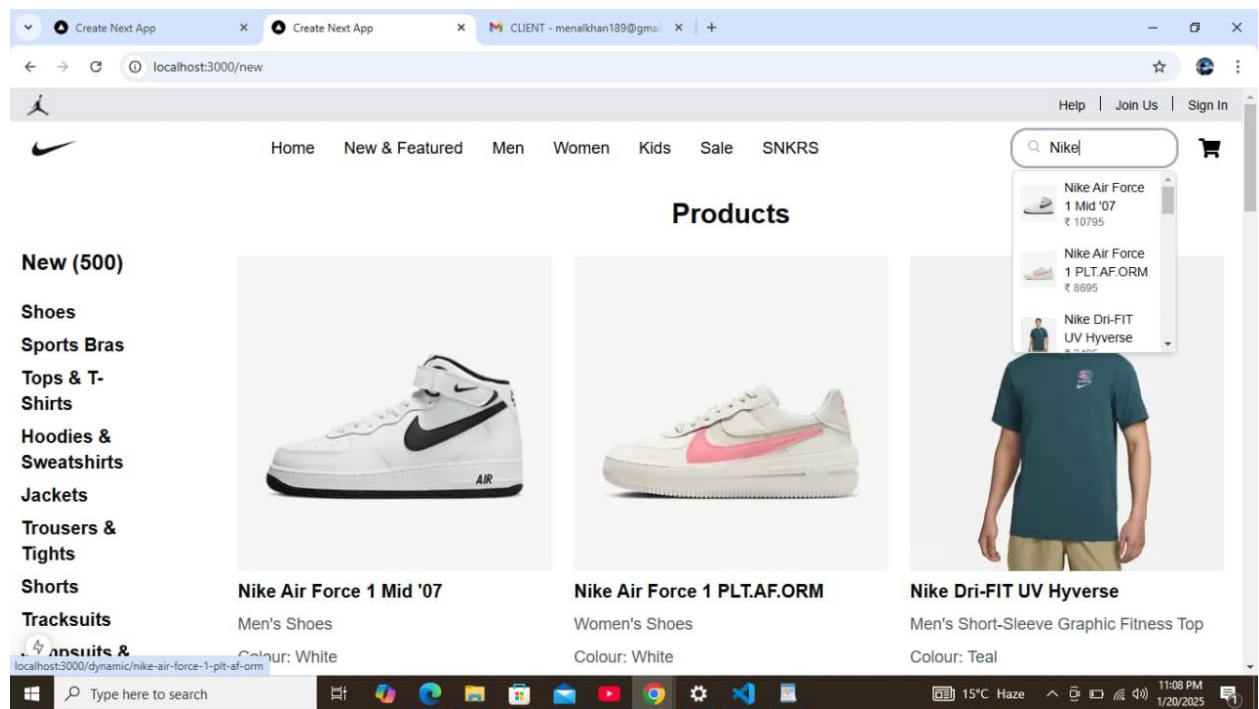 Create Next App
Create Next App
CLIENT - menalkhan189@gmai
localhost:3000/new
Help Join Us Sign In
Home New & Featured Men Women Kids Sale SNKRS
Nike
Nike Air Force
1 Mid '07
₹ 10795
Nike Air Force
1 PLT.AF.ORM
₹ 8695
Nike Dri-FIT
UV Hyverse
Products
New (500)
Shoes
Sports Bras
Tops & T-
Shirts
Hoodies &
Sweatshirts
Jackets
Trousers &
Tights
Shorts
Tracksuits
AIR
Nike Air Force 1 Mid '07
Men's Shoes
Colour: White
Nike Air Force 1 PLT.AF.ORM
Women's Shoes
Colour: White
Nike Dri-FIT UV Hyverse
Men's Short-Sleeve Graphic Fitness Top
Colour: Teal
localhost:3000/dynamic/nike-air-force-1-plt-af-orm
Type here to search
15°C Haze
11:08 PM
1/20/2025
1